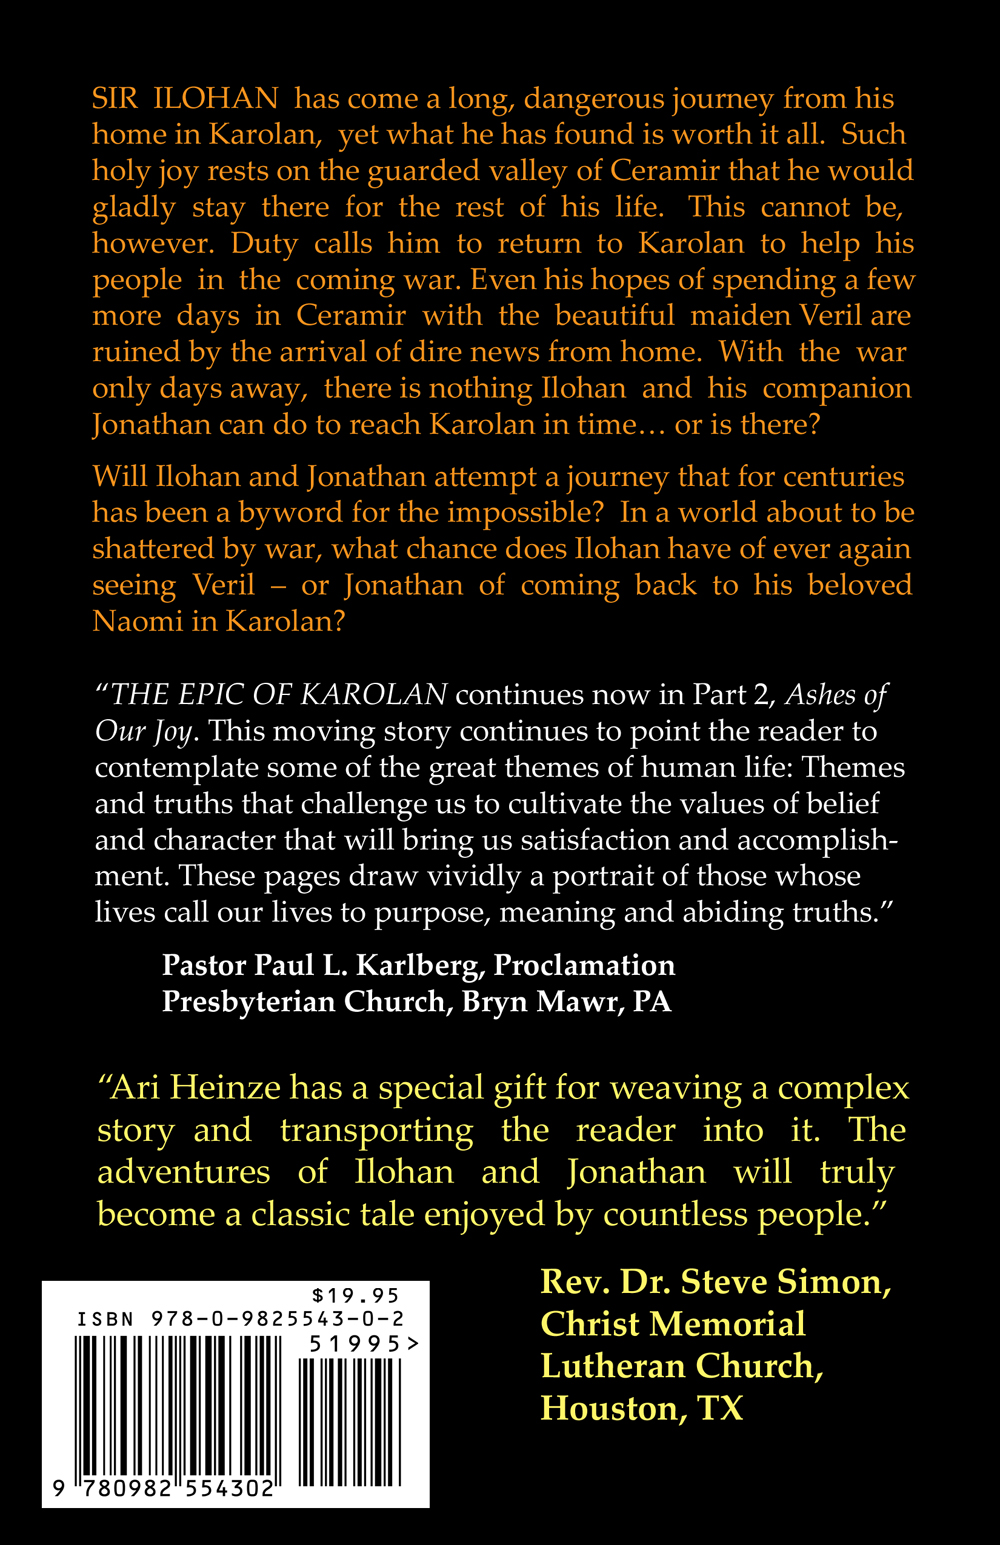 SIR ILOHAN has come a long, dangerous journey from his
home in Karolan, yet what he has found is worth it all. Such
holy joy rests on the guarded valley of Ceramir that he would
gladly stay there for the rest of his life. This cannot be,
however. Duty calls him to return to Karolan to help his
people in the coming war. Even his hopes of spending a few
more days in Ceramir with the beautiful maiden Veril are
ruined by the arrival of dire news from home. With the war
only days away, there is nothing Ilohan and his companion
Jonathan can do to reach Karolan in time… or is there?
Will Ilohan and Jonathan attempt a journey that for centuries
has been a byword for the impossible? In a world about to be
shattered by war, what chance does Ilohan have of ever again
seeing Veril – or Jonathan of coming back to his beloved
Naomi in Karolan?
“THE EPIC OF KAROLAN continues now in Part 2, Ashes of
Our Joy. This moving story continues to point the reader to
contemplate some of the great themes of human life: Themes
and truths that challenge us to cultivate the values of belief
and character that will bring us satisfaction and accomplish-
ment. These pages draw vividly a portrait of those whose
lives call our lives to purpose, meaning and abiding truths.”
Pastor Paul L. Karlberg, Proclamation
Presbyterian Church, Bryn Mawr, PA
“Ari Heinze has a special gift for weaving a complex
story and transporting the reader into it. The
adventures of Ilohan and Jonathan will truly
become a classic tale enjoyed by countless people.”
Rev. Dr. Steve Simon,
Christ Memorial
Lutheran Church,
Houston, TX
$19.95
ISBN 978-0-9825543-0-2
51995>
9 780982 554302